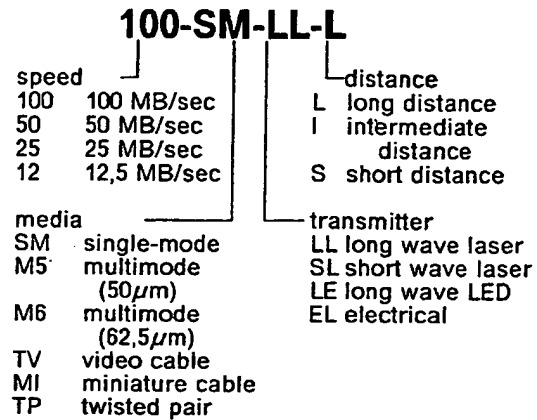 100-SM-LL-L
speed
100 100 MB/sec
50 50 MB/sec
25 25 MB/sec
12 12,5 MB/sec
distance
L long distance
I intermediate
distance
S short distance
media
SM single-mode
M5 multimode
(50μm)
M6 multimode
(62,5μm)
TV video cable
MI miniature cable
TP twisted pair
transmitter
LL long wave laser
SL short wave laser
LE long wave LED
EL electrical